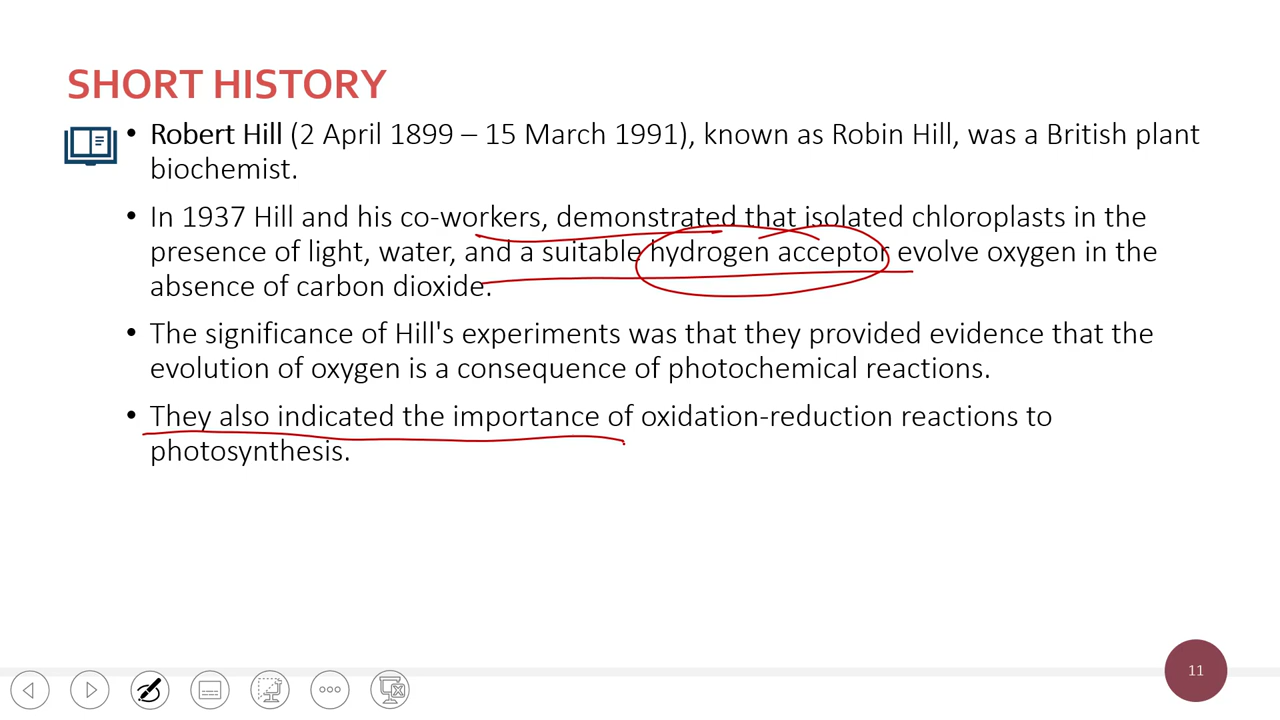 SHORT HISTORY
• Robert Hill (2 April 1899 – 15 March 1991), known as Robin Hill, was a British plant
biochemist.
• In 1937 Hill and his co-workers, demonstrated that isolated chloroplasts in the
presence of light, water, and a suitable hydrogen acceptor evolve oxygen in the
absence of carbon dioxide.
• The significance of Hill's experiments was that they provided evidence that the
evolution of oxygen is a consequence of photochemical reactions.
• They also indicated the importance of oxidation-reduction reactions to
photosynthesis.
11